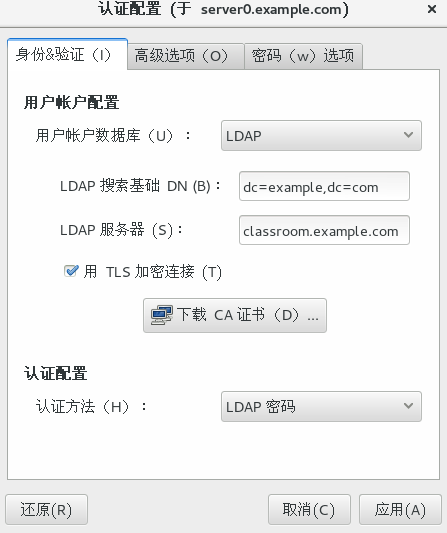 认证配置（于 server0.example.com） ×
身份&验证（I） 高级选项（O） 密码（w）选项
用户帐户配置
用户帐户数据库（U）： LDAP
LDAP 搜索基础 DN (B)： dc=example,dc=com
LDAP 服务器 (S)： classroom.example.com
用 TLS 加密连接 (T)
下载 CA 证书（D）...
认证配置
认证方法（H）： LDAP 密码
还原(R) 取消(C) 应用(A)